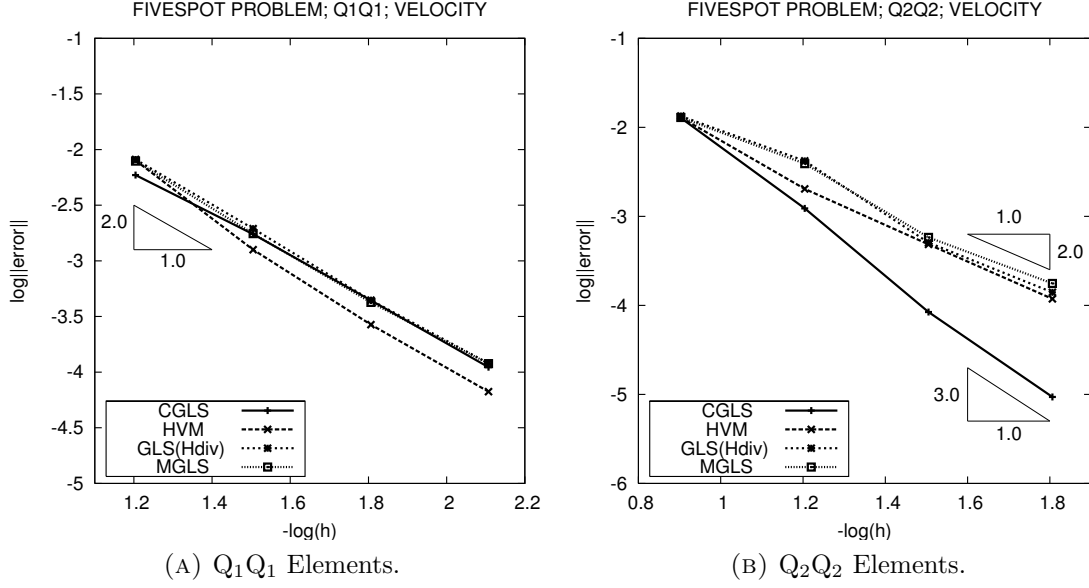 FIVESPOT PROBLEM; Q1Q1; VELOCITY
-1
-1.5
-2
-2.5
-3
-3.5
-4
-4.5
-5
log||error||
2.0
1.0
CGLS
HVM
GLS(Hdiv)
MGLS
1.2
1.4
1.6
1.8
2
2.2
-log(h)
(A) Q1Q1 Elements.
FIVESPOT PROBLEM; Q2Q2; VELOCITY
-1
-2
-3
-4
-5
-6
log||error||
1.0
2.0
3.0
1.0
CGLS
HVM
GLS(Hdiv)
MGLS
0.8
1
1.2
1.4
1.6
1.8
-log(h)
(B) Q2Q2 Elements.